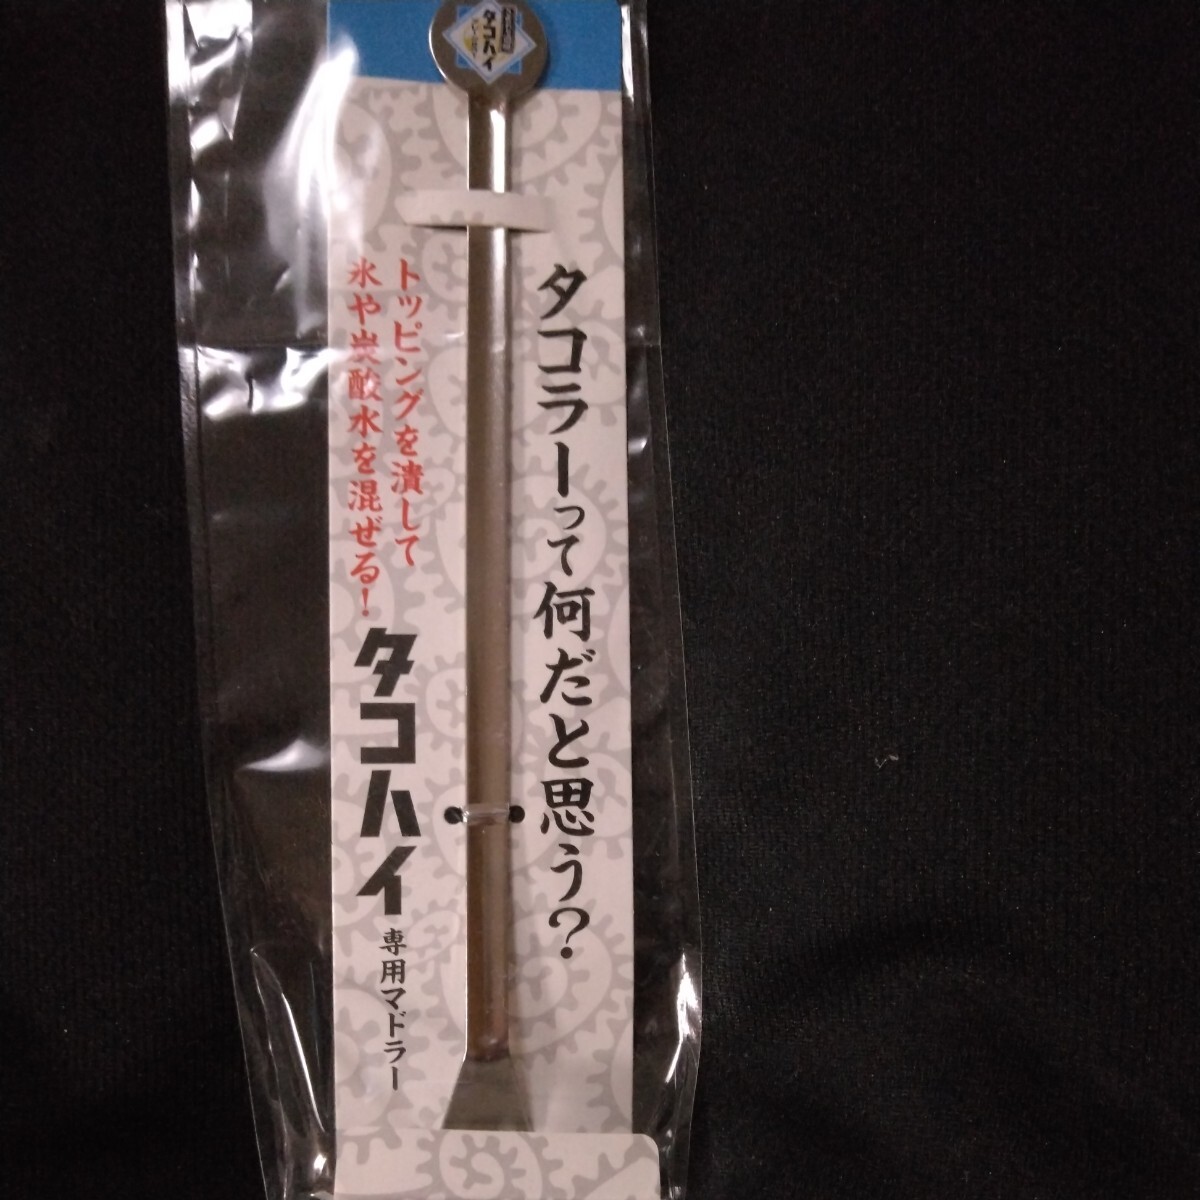 タコハイ
タコラーって何だと思う?
トッピングを潰して
氷や炭酸水を混ぜる!
タコハイ
専用マドラー